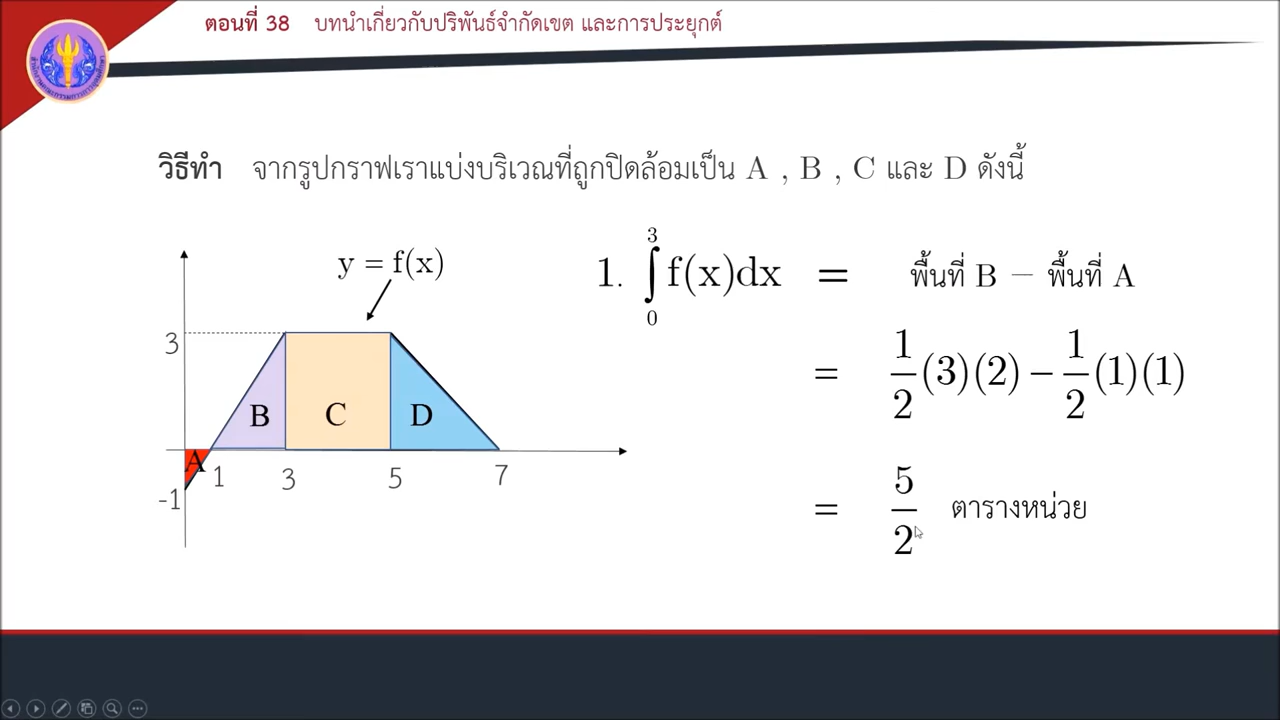 ตอนที่ 38 บทนำเกี่ยวกับปริพันธ์จำกัดเขต และการประยุกต์
วิธีทำ จากรูปกราฟเราแบ่งบริเวณที่ถูกปิดล้อมเป็น A , B , C และ D ดังนี้
y = f(x)
3
B C D
A
1 3 5 7
-1
1. ∫₀³ f(x)dx = พื้นที่ B − พื้นที่ A
= 1/2 (3)(2) − 1/2 (1)(1)
= 5/2 ตารางหน่วย